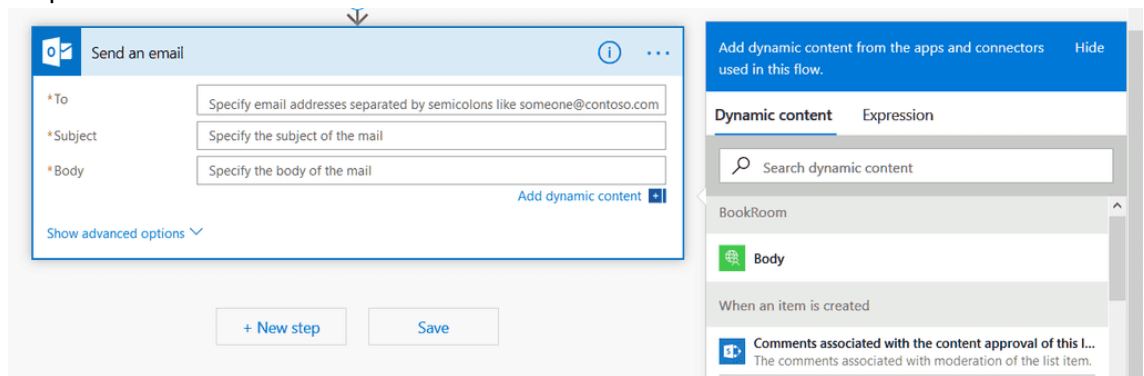 Send an email
*To
Specify email addresses separated by semicolons like someone@contoso.com
*Subject
Specify the subject of the mail
*Body
Specify the body of the mail
Add dynamic content
Show advanced options
+ New step
Save
Add dynamic content from the apps and connectors
used in this flow.
Hide
Dynamic content
Expression
Search dynamic content
BookRoom
Body
When an item is created
Comments associated with the content approval of this l...
The comments associated with moderation of the list item.